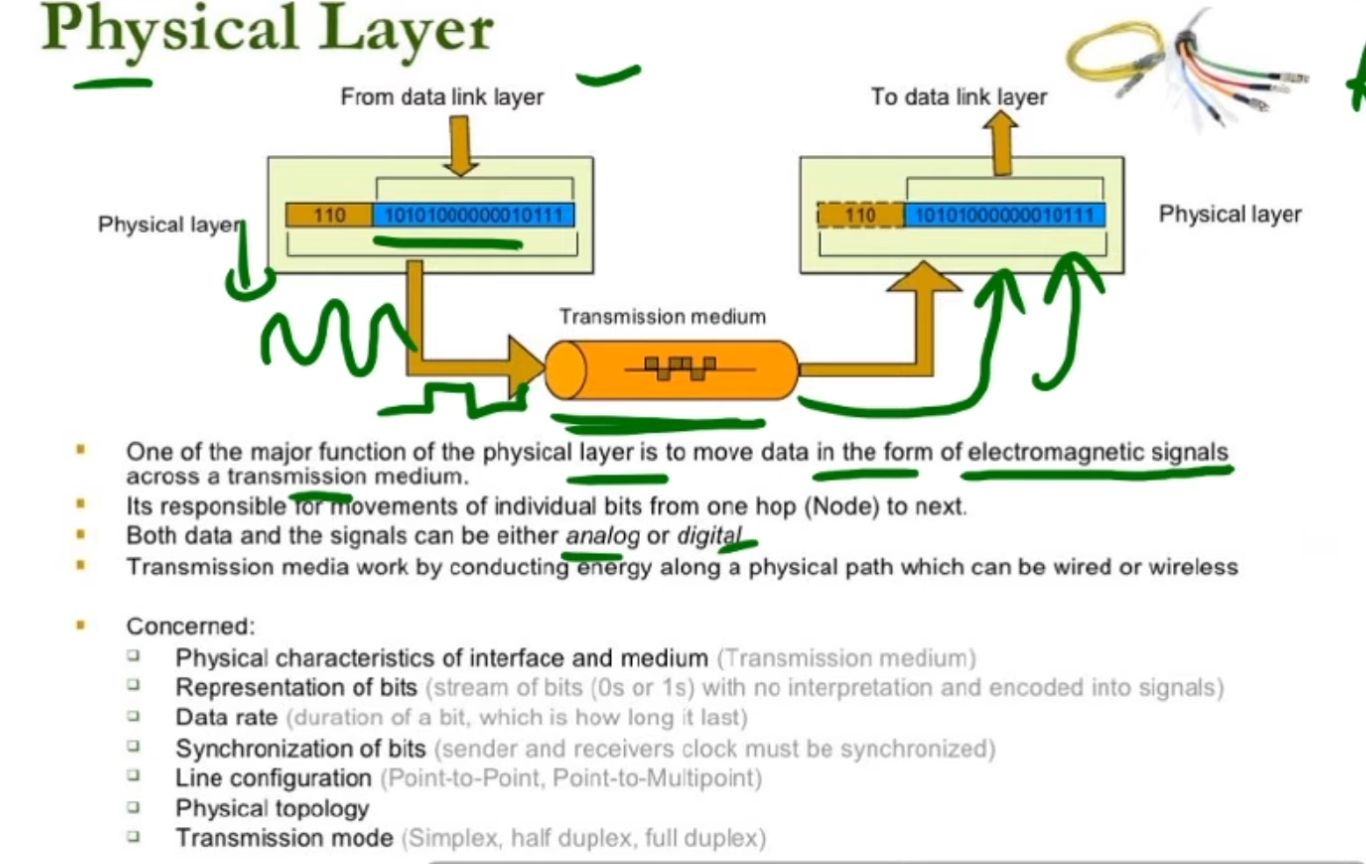 Physical Layer
From data link layer
To data link layer
110 10101000000010111
110 10101000000010111
Physical layer
Physical layer
Transmission medium
One of the major function of the physical layer is to move data in the form of electromagnetic signals
across a transmission medium.
Its responsible for movements of individual bits from one hop (Node) to next.
Both data and the signals can be either analog or digital
Transmission media work by conducting energy along a physical path which can be wired or wireless
Concerned:
Physical characteristics of interface and medium (Transmission medium)
Representation of bits (stream of bits (0s or 1s) with no interpretation and encoded into signals)
Data rate (duration of a bit, which is how long it last)
Synchronization of bits (sender and receivers clock must be synchronized)
Line configuration (Point-to-Point, Point-to-Multipoint)
Physical topology
Transmission mode (Simplex, half duplex, full duplex)